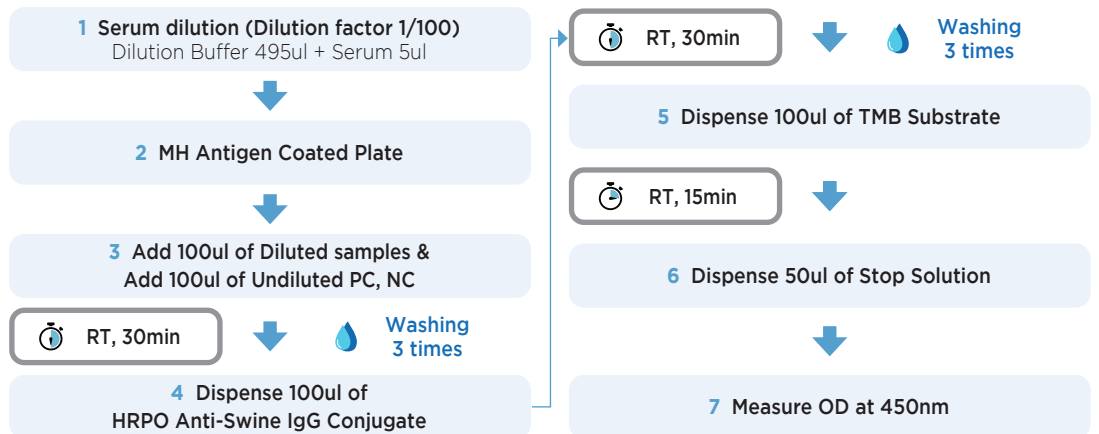 1 Serum dilution (Dilution factor 1/100)
Dilution Buffer 495ul + Serum 5ul
2 MH Antigen Coated Plate
3 Add 100ul of Diluted samples &
Add 100ul of Undiluted PC, NC
RT, 30min
Washing
3 times
4 Dispense 100ul of
HRPO Anti-Swine IgG Conjugate
RT, 30min
Washing
3 times
5 Dispense 100ul of TMB Substrate
RT, 15min
6 Dispense 50ul of Stop Solution
7 Measure OD at 450nm